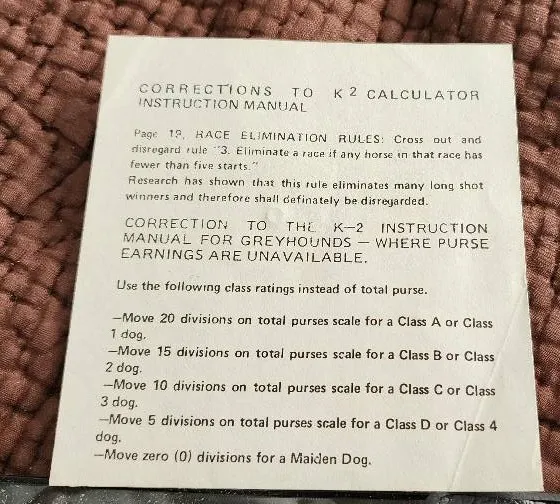 CORRECTIONS TO K 2 CALCULATOR
INSTRUCTION MANUAL
Page 19, RACE ELIMINATION RULES: Cross out and
disregard rule "3. Eliminate a race if any horse in that race has
fewer than five starts."
Research has shown that this rule eliminates many long shot
winners and therefore shall definately be disregarded.
CORRECTION TO THE K-2 INSTRUCTION
MANUAL FOR GREYHOUNDS — WHERE PURSE
EARNINGS ARE UNAVAILABLE.
Use the following class ratings instead of total purse.
—Move 20 divisions on total purses scale for a Class A or Class
1 dog.
—Move 15 divisions on total purses scale for a Class B or Class
2 dog.
—Move 10 divisions on total purses scale for a Class C or Class
3 dog.
—Move 5 divisions on total purses scale for a Class D or Class 4
dog.
—Move zero (0) divisions for a Maiden Dog.